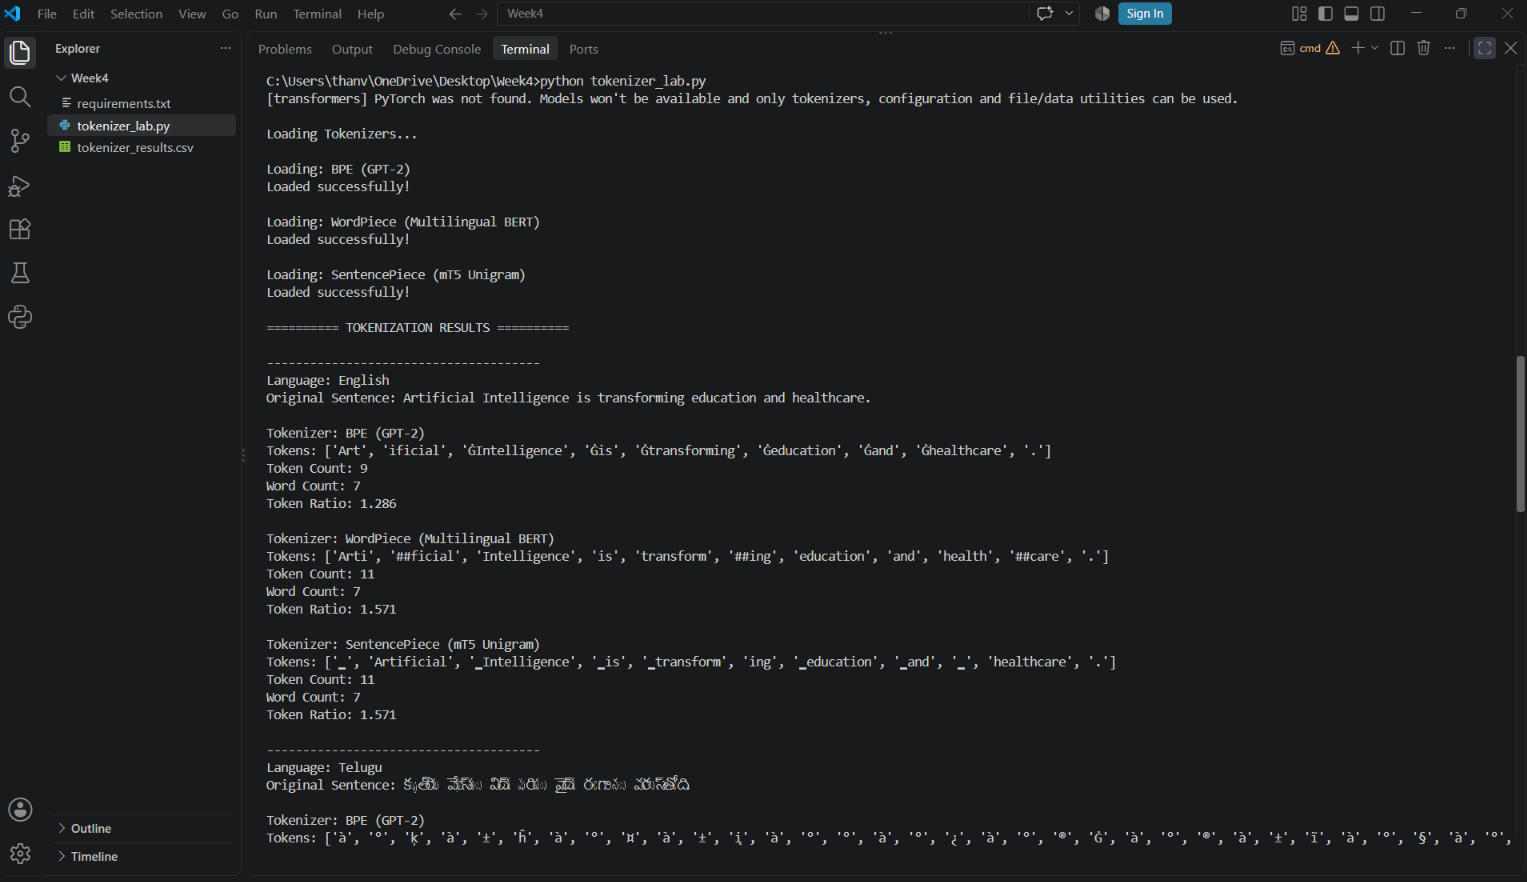 File Edit Selection View Go Run Terminal Help
Week4
Sign In
Explorer
Problems Output Debug Console Terminal Ports
cmd
Week4
requirements.txt
tokenizer_lab.py
tokenizer_results.csv
C:\Users\thanv\OneDrive\Desktop\Week4>python tokenizer_lab.py
[transformers] PyTorch was not found. Models won't be available and only tokenizers, configuration and file/data utilities can be used.
Loading Tokenizers...
Loading: BPE (GPT-2)
Loaded successfully!
Loading: WordPiece (Multilingual BERT)
Loaded successfully!
Loading: SentencePiece (mT5 Unigram)
Loaded successfully!
========== TOKENIZATION RESULTS ==========
--------------------------------------
Language: English
Original Sentence: Artificial Intelligence is transforming education and healthcare.
Tokenizer: BPE (GPT-2)
Tokens: ['Art', 'ificial', 'ĠIntelligence', 'Ġis', 'Ġtransforming', 'Ġeducation', 'Ġand', 'Ġhealthcare', '.']
Token Count: 9
Word Count: 7
Token Ratio: 1.286
Tokenizer: WordPiece (Multilingual BERT)
Tokens: ['Arti', '##ficial', 'Intelligence', 'is', 'transform', '##ing', 'education', 'and', 'health', '##care', '.']
Token Count: 11
Word Count: 7
Token Ratio: 1.571
Tokenizer: SentencePiece (mT5 Unigram)
Tokens: ['▁', 'Artificial', '▁Intelligence', '▁is', '▁transform', 'ing', '▁education', '▁and', '▁', 'healthcare', '.']
Token Count: 11
Word Count: 7
Token Ratio: 1.571
--------------------------------------
Language: Telugu
Original Sentence:
Tokenizer: BPE (GPT-2)
Tokens: ['à', '°', 'ķ', 'à', '±', 'ĥ', 'à', '°', '¤', 'à', '±', 'į', 'à', '°', '°', 'à', '°', '¿', 'à', '°', '®', 'Ġ', 'à', '°', '®', 'à', '±', 'ĩ', 'à', '°', '§', 'à', '°',
Outline
Timeline